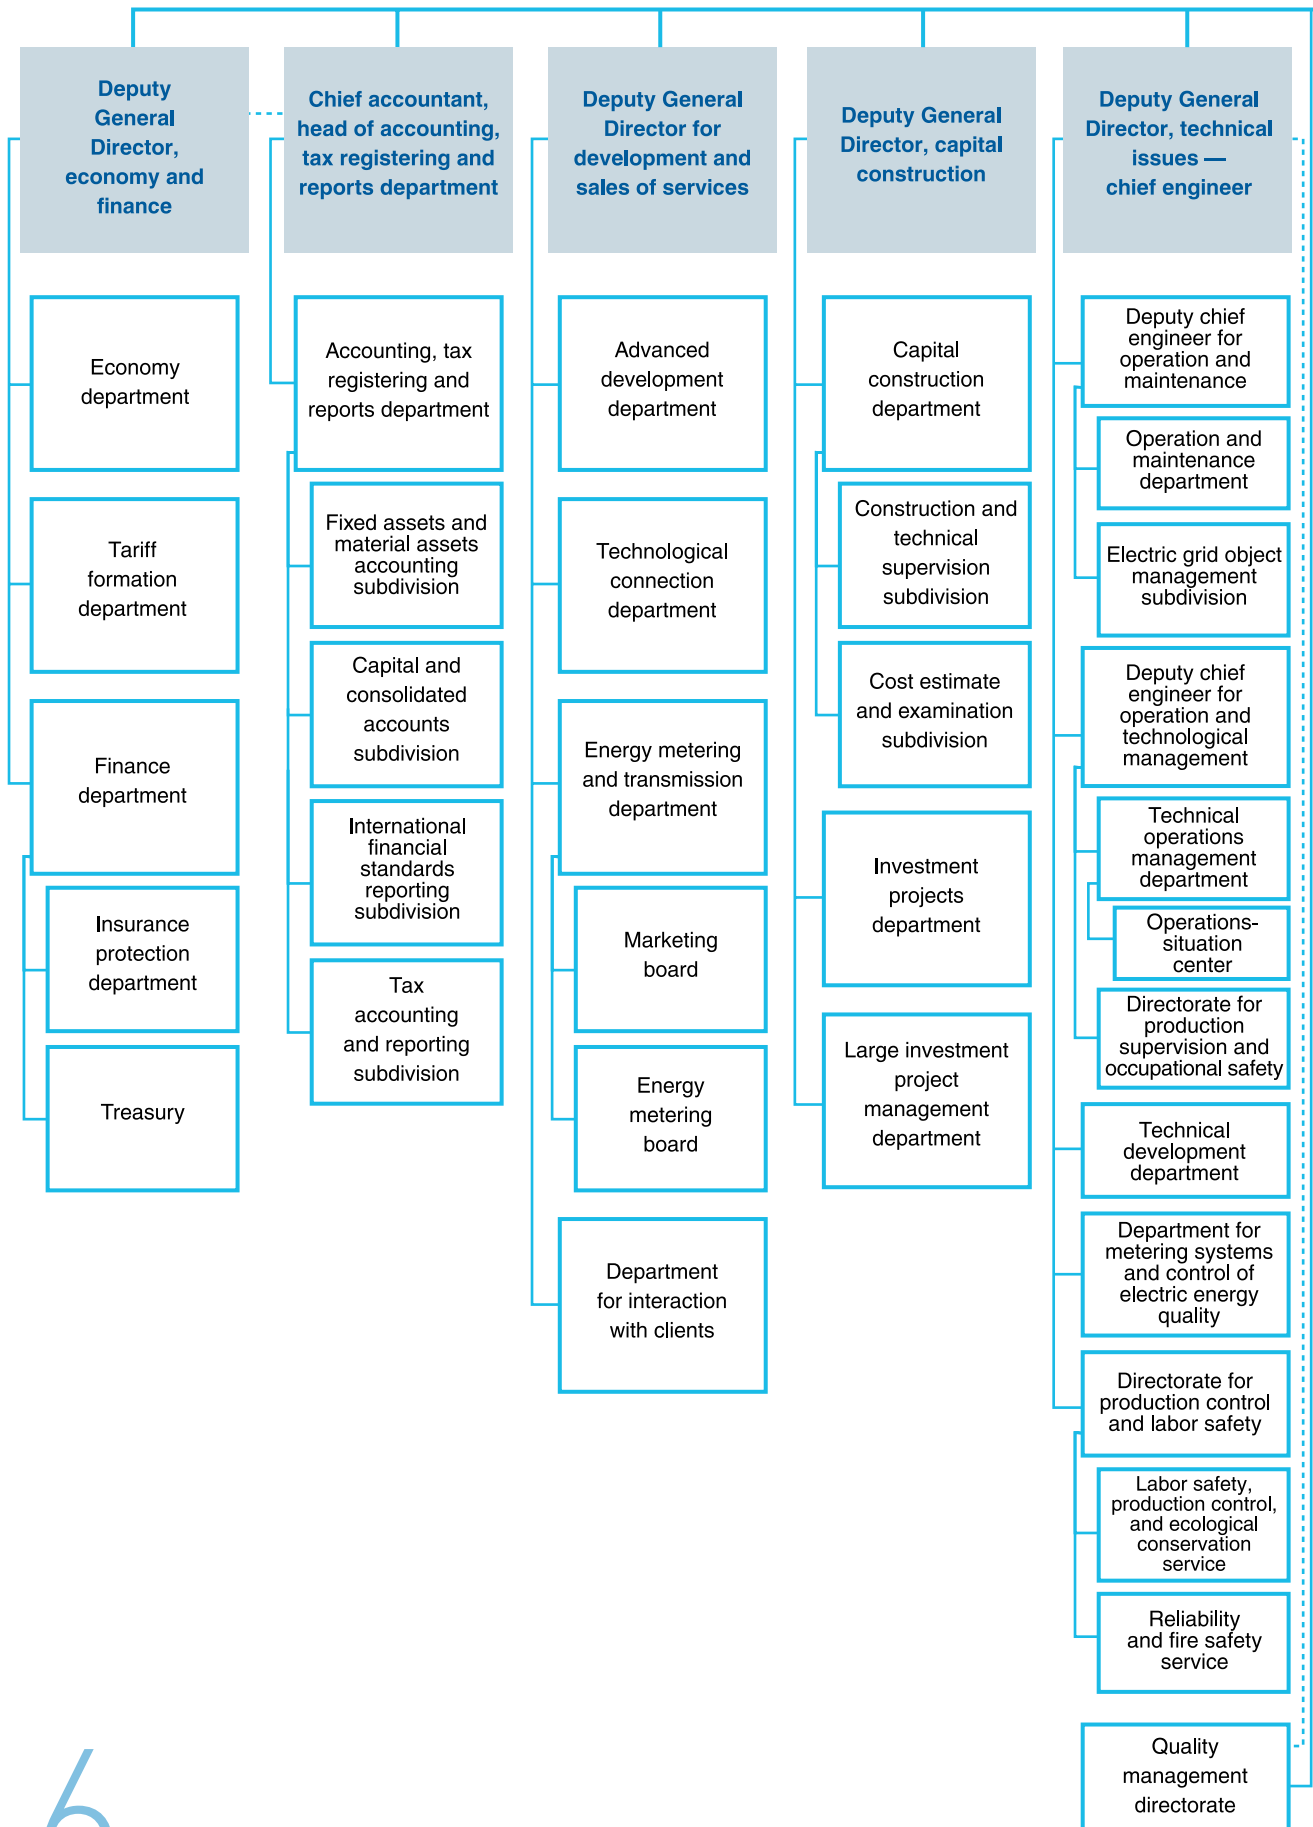 Deputy
General
Director,
economy and
finance
Chief accountant,
head of accounting,
tax registering and
reports department
Deputy General
Director for
development and
sales of services
Deputy General
Director, capital
construction
Deputy General
Director, technical
issues —
chief engineer
Economy
department
Tariff
formation
department
Finance
department
Insurance
protection
department
Treasury
Accounting, tax
registering and
reports department
Fixed assets and
material assets
accounting
subdivision
Capital and
consolidated
accounts
subdivision
International
financial
standards
reporting
subdivision
Tax
accounting
and reporting
subdivision
Advanced
development
department
Technological
connection
department
Energy metering
and transmission
department
Marketing
board
Energy
metering
board
Department
for interaction
with clients
Capital
construction
department
Construction and
technical
supervision
subdivision
Cost estimate
and examination
subdivision
Investment
projects
department
Large investment
project
management
department
Deputy chief
engineer for
operation and
maintenance
Operation and
maintenance
department
Electric grid object
management
subdivision
Deputy chief
engineer for
operation and
technological
management
Technical
operations
management
department
Operations-
situation
center
Directorate for
production
supervision and
occupational safety
Technical
development
department
Department for
metering systems
and control of
electric energy
quality
Directorate for
production control
and labor safety
Labor safety,
production control,
and ecological
conservation
service
Reliability
and fire safety
service
Quality
management
directorate
6